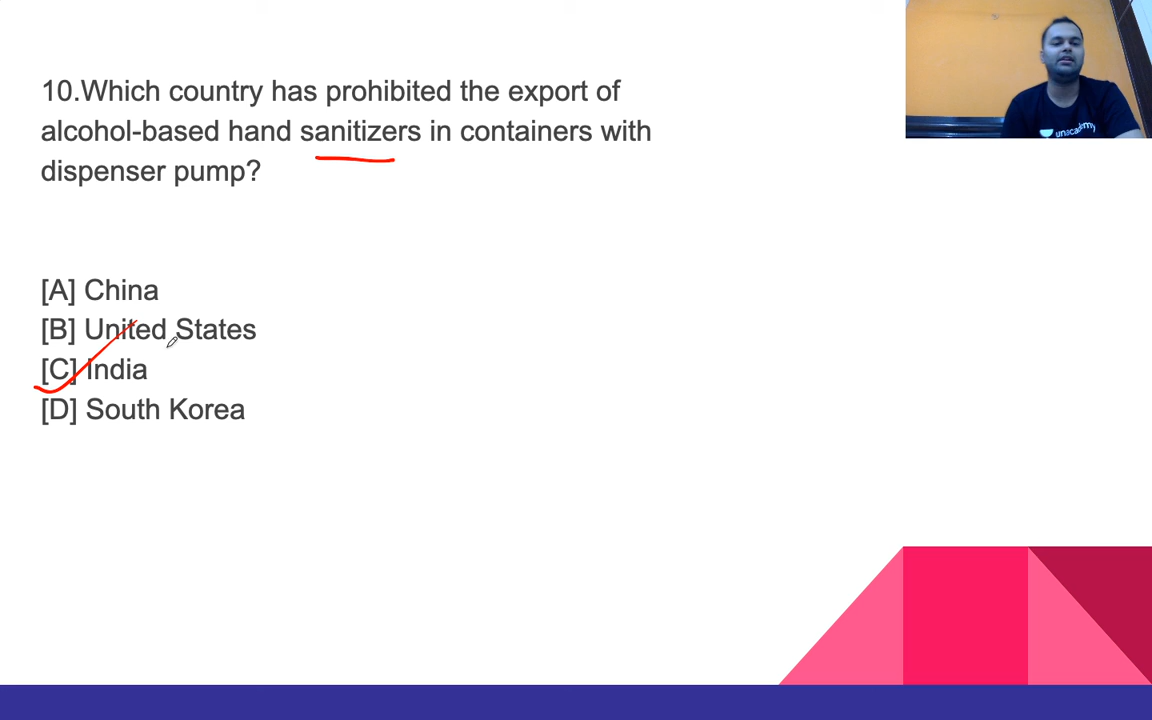 10.Which country has prohibited the export of
alcohol-based hand sanitizers in containers with
dispenser pump?
[A] China
[B] United States
[C] India
[D] South Korea
unacademy